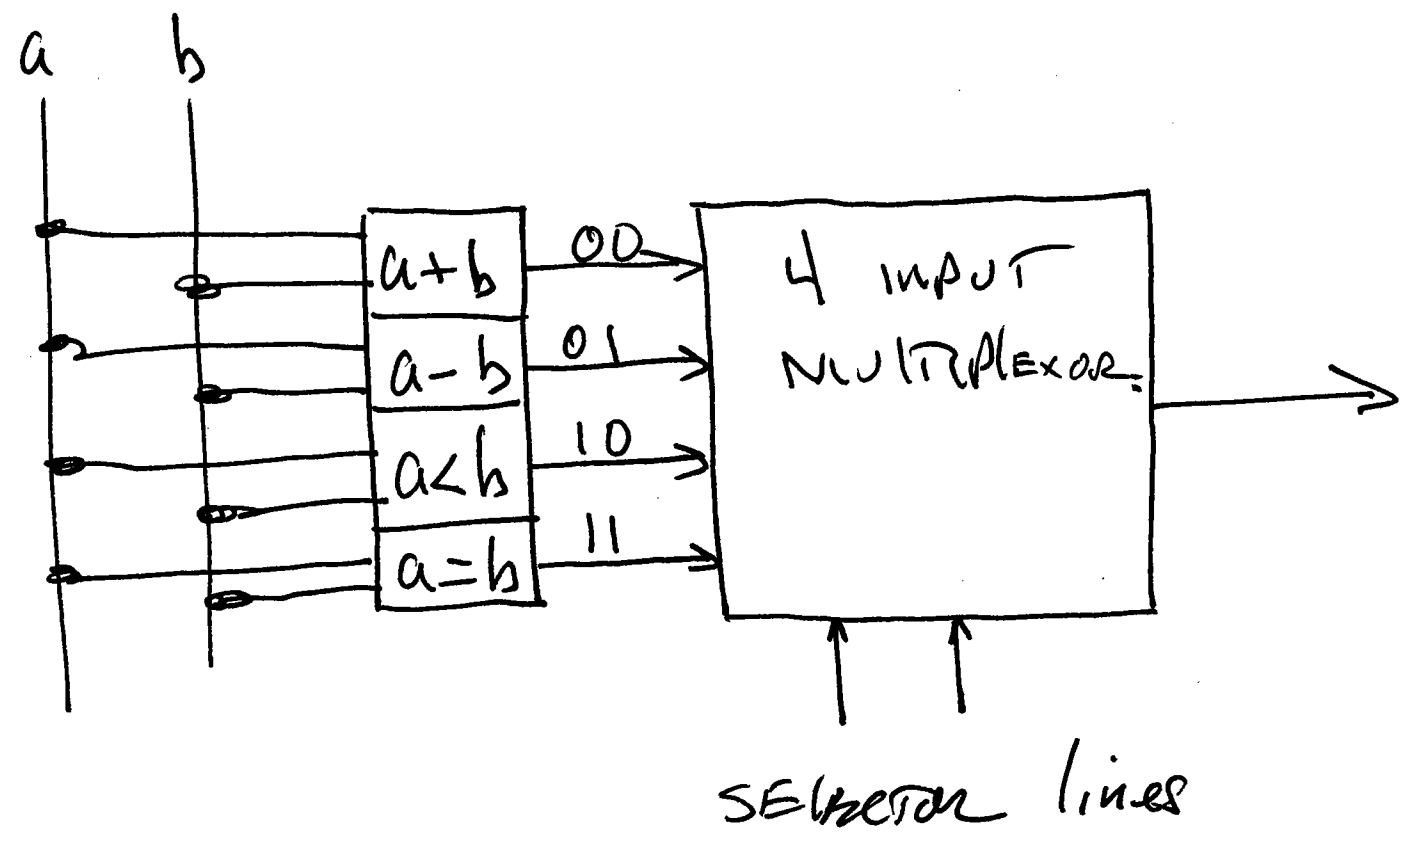 a b
a+b
00
a-b
01
a<b
10
a=b
11
4 INPUT
MULTIPlExOR.
SElECTOR lines